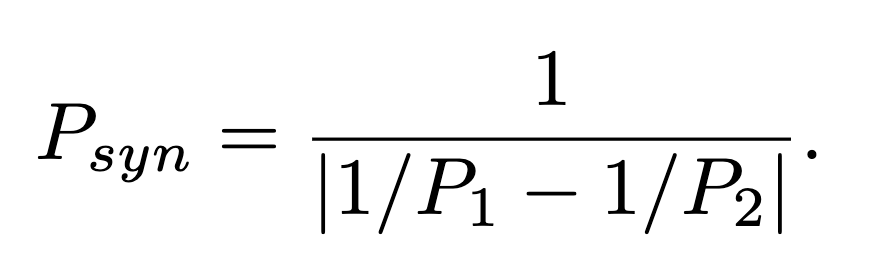 P_{syn} = \frac{1}{|1/P_1 - 1/P_2|}.